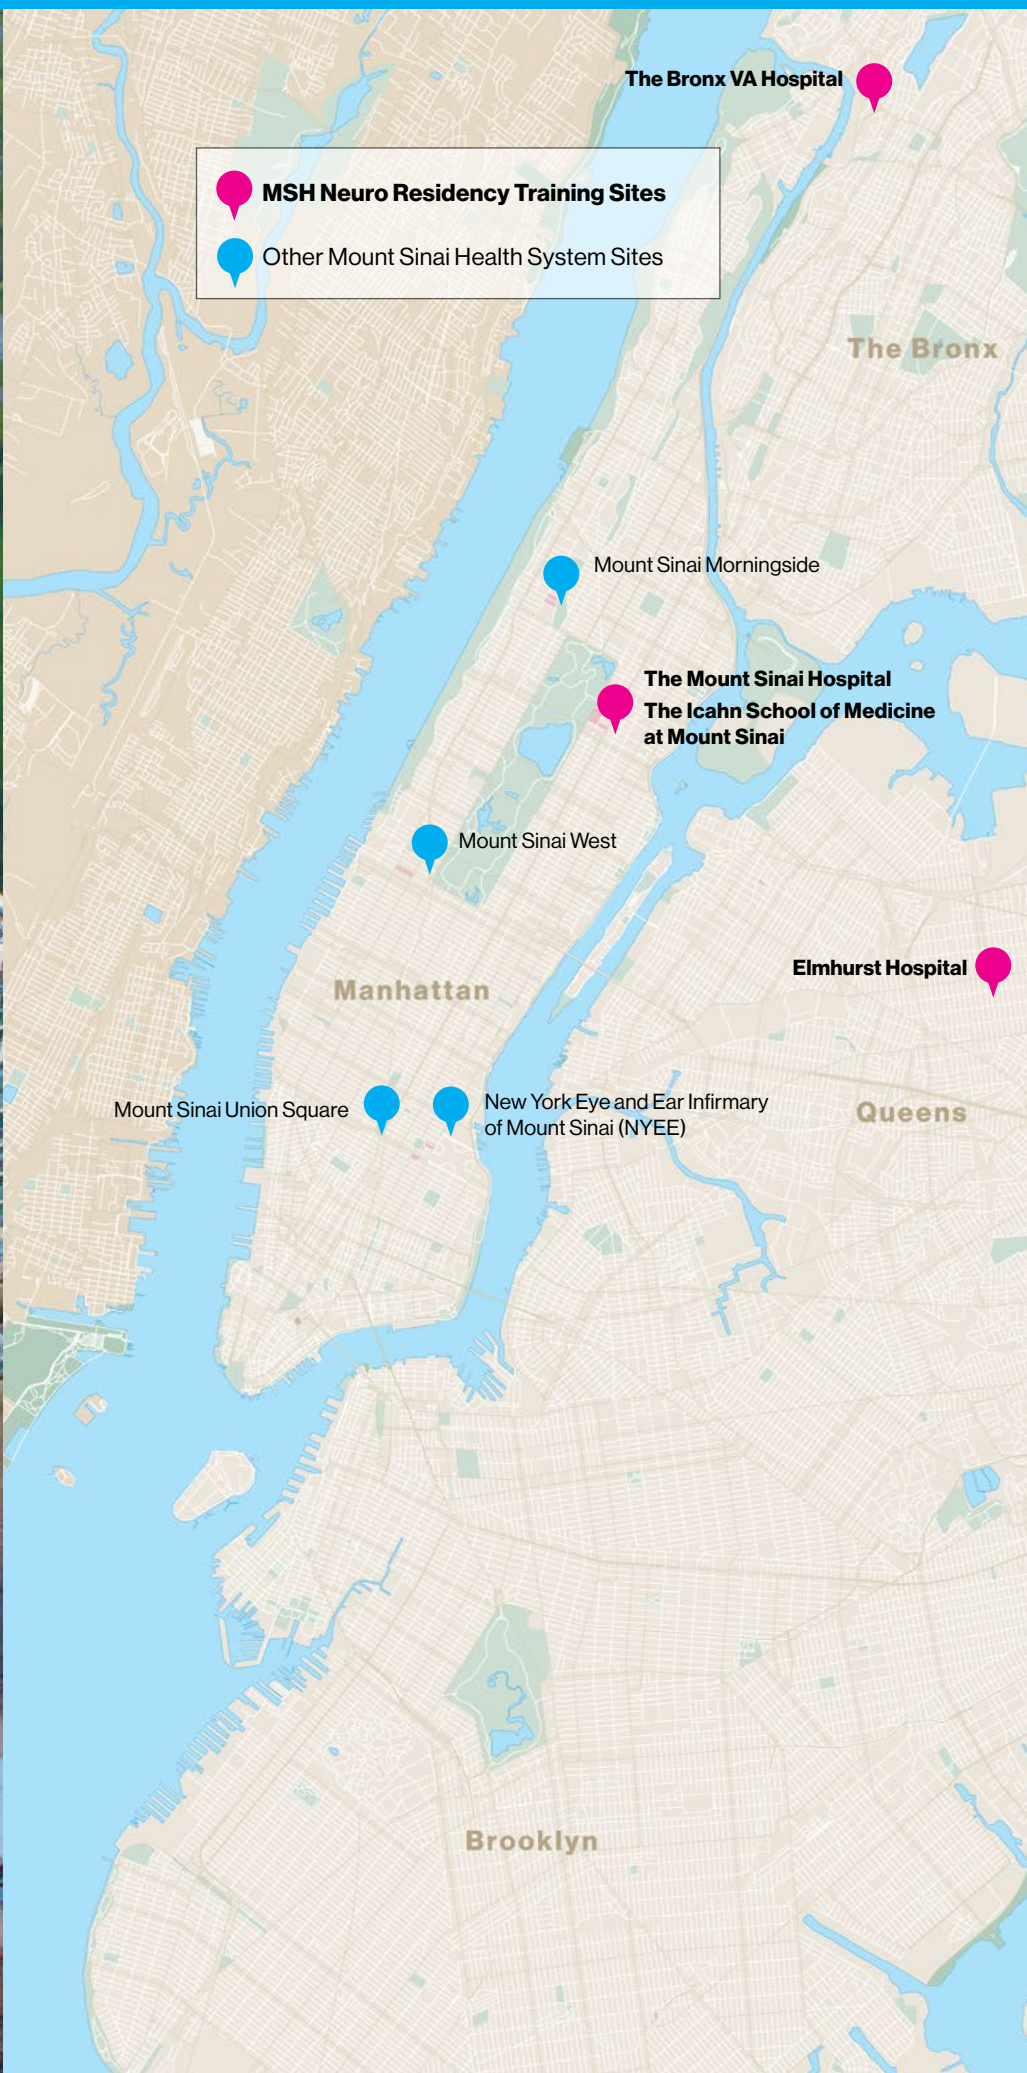 The Bronx VA Hospital
MSH Neuro Residency Training Sites
Other Mount Sinai Health System Sites
The Bronx
Mount Sinai Morningside
The Mount Sinai Hospital
The Icahn School of Medicine
at Mount Sinai
Mount Sinai West
Elmhurst Hospital
Manhattan
Mount Sinai Union Square
New York Eye and Ear Infirmary
of Mount Sinai (NYEE)
Queens
Brooklyn